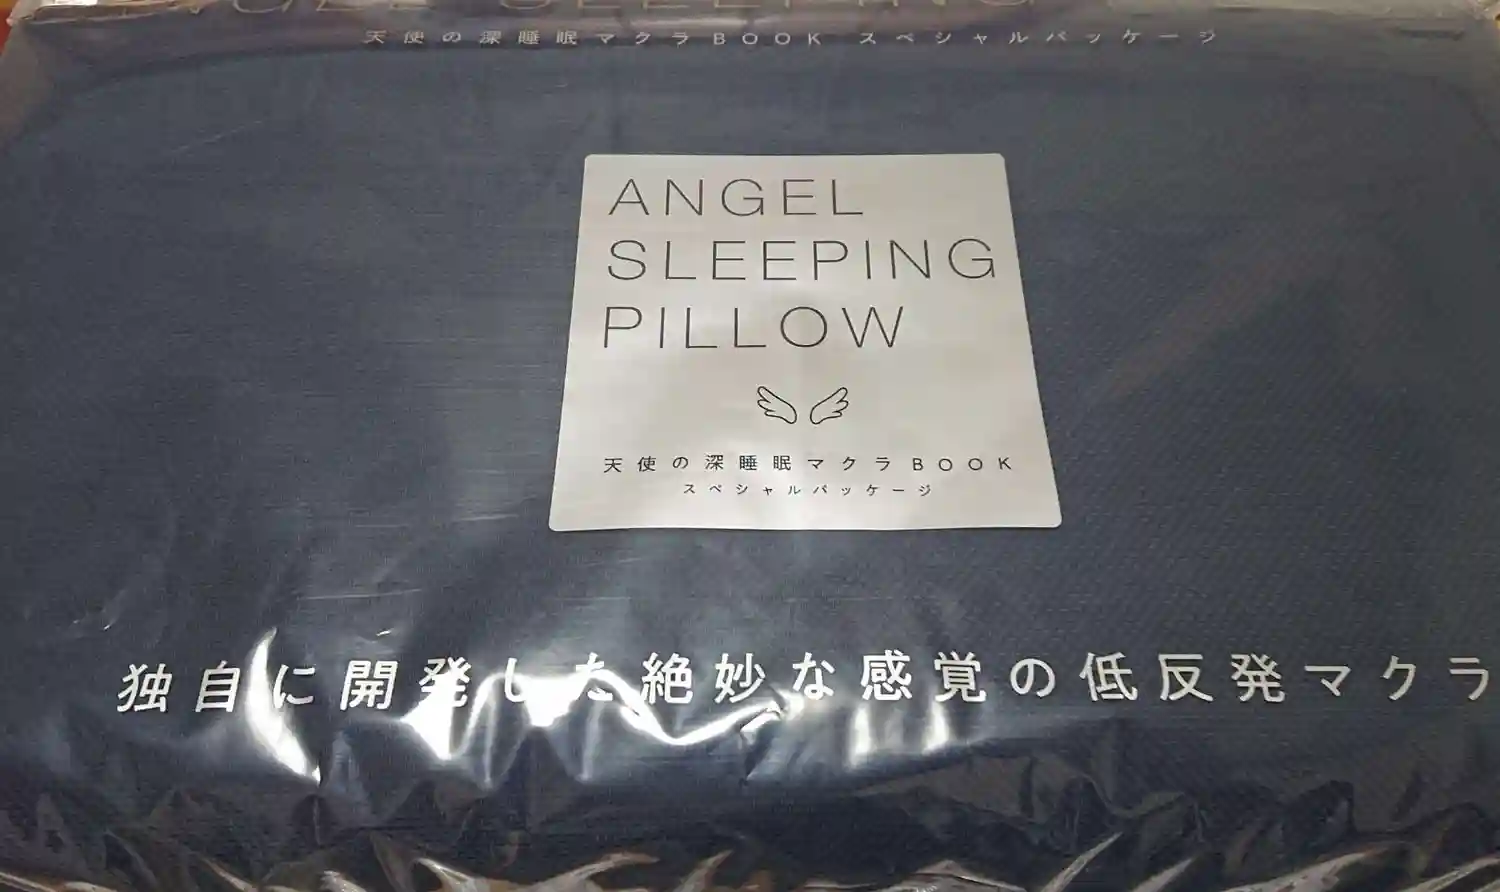 SLEEPING
天使の深睡眠マクラBOOK スペシャルパッケージ
ANGEL
SLEEPING
PILLOW
天使の深睡眠マクラBOOK
スペシャルパッケージ
独自に開発した絶妙な感覚の低反発マクラ